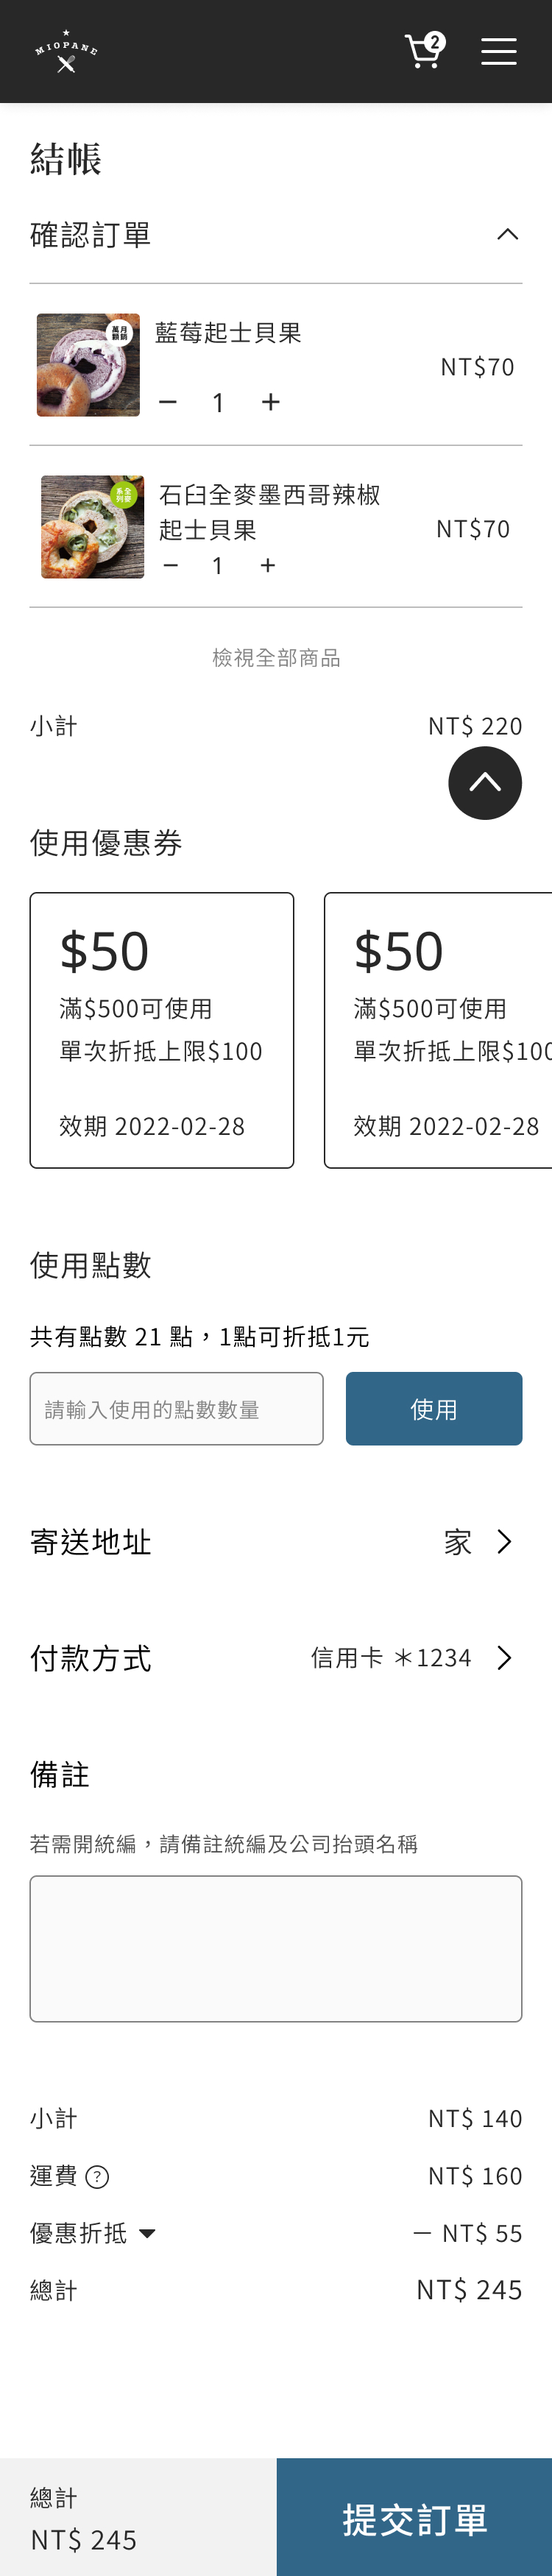 MIOPANE
2
結帳
確認訂單
藍莓起士貝果
NT$70
1
石臼全麥墨西哥辣椒
起士貝果
NT$70
1
檢視全部商品
小計 NT$ 220
使用優惠券
$50
滿$500可使用
單次折抵上限$100
效期 2022-02-28
$50
滿$500可使用
單次折抵上限$100
效期 2022-02-28
使用點數
共有點數 21 點，1點可折抵1元
請輸入使用的點數數量
使用
寄送地址 家
付款方式 信用卡 ＊1234
備註
若需開統編，請備註統編及公司抬頭名稱
小計 NT$ 140
運費 ? NT$ 160
優惠折抵 － NT$ 55
總計 NT$ 245
總計
NT$ 245
提交訂單